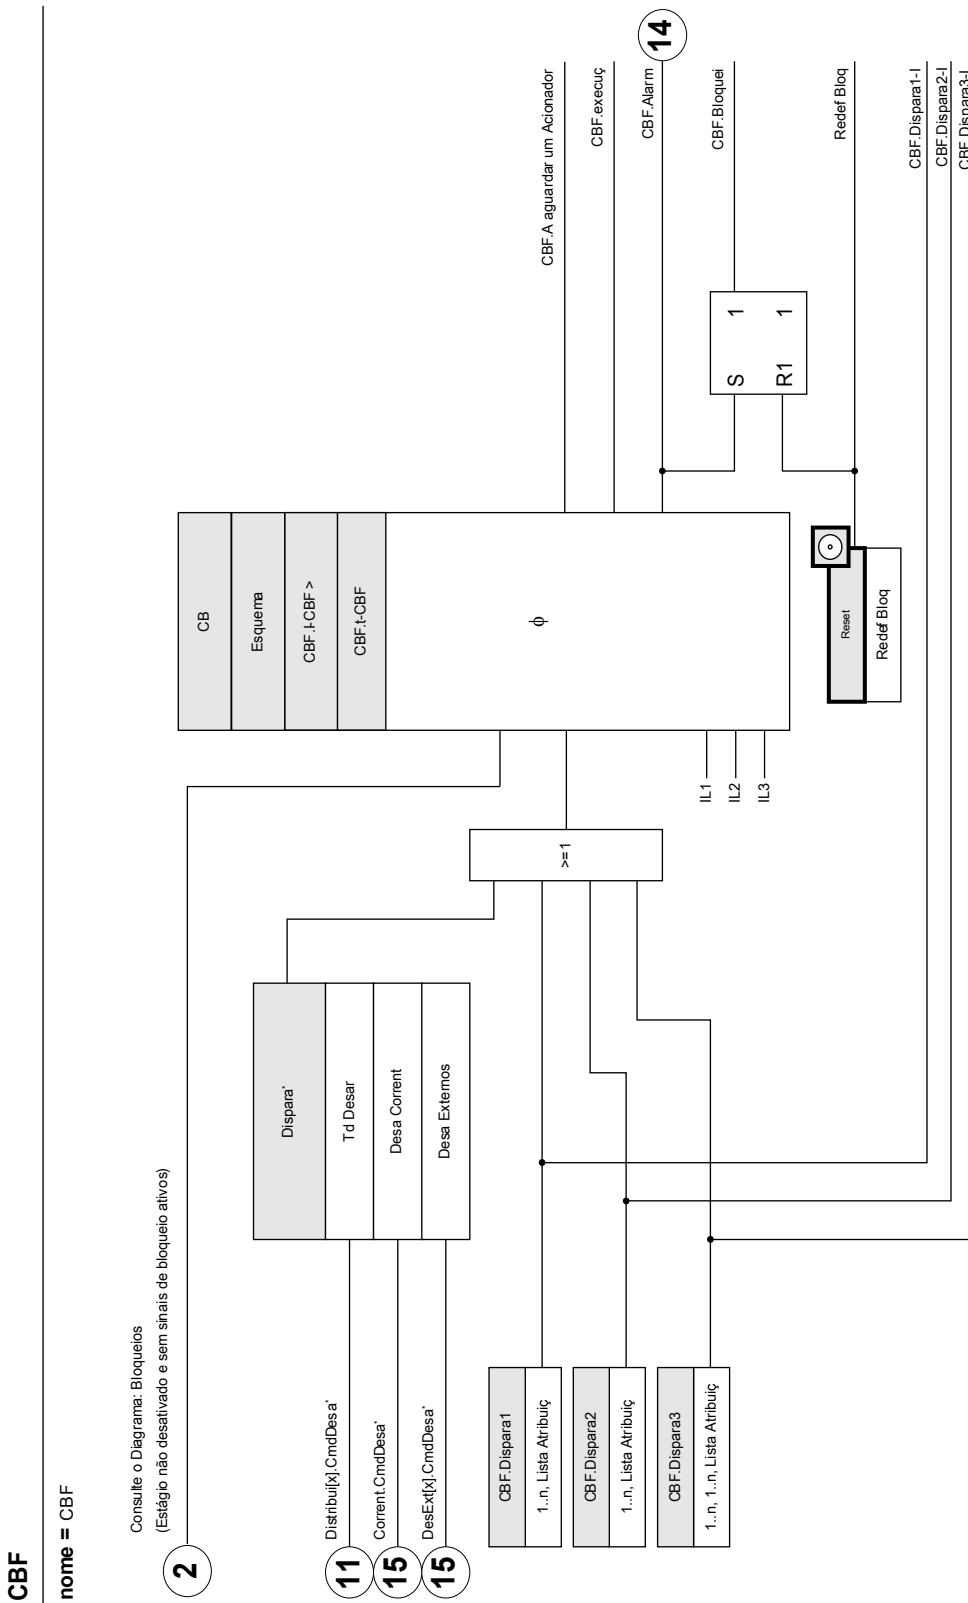 CBF
nome = CBF
Consulte o Diagrama: Bloqueios
(Estágio não desativado e sem sinais de bloqueio ativos)
2
Distribui[x].CmdDesa*
11
Corrent.CmdDesa*
15
DesExt[x].CmdDesa*
15
Dispara*
Td Desar
Desa Corrent
Desa Externos
CBF.Dispara1
1..n, Lista Atribuiç
CBF.Dispara2
1..n, Lista Atribuiç
CBF.Dispara3
1..n, 1..n, Lista Atribuiç
>=1
IL1
IL2
IL3
CB
Esquema
CBF.I-CBF >
CBF.t-CBF
ϕ
Reset
Redef Bloq
S 1
R1 1
CBF.A aguardar um Acionador
CBF.execuç
CBF.Alarm
14
CBF.Bloquei
Redef Bloq
CBF.Dispara1-I
CBF.Dispara2-I
CBF.Dispara3-I